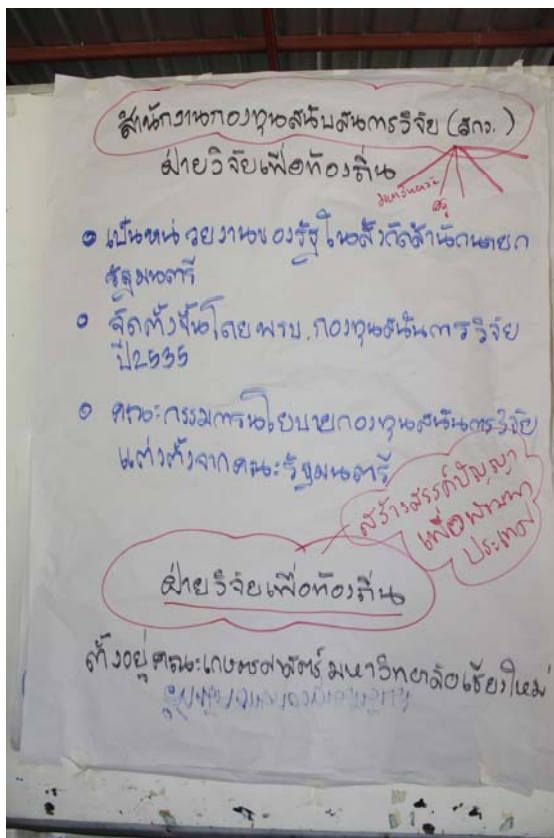 สำนักงานกองทุนสนับสนุนการวิจัย (สกว.)
ฝ่ายวิจัยเพื่อท้องถิ่น
• เป็นหน่วยงานของรัฐในสังกัดสำนักนายก
รัฐมนตรี
• จัดตั้งขึ้นโดย พรบ. กองทุนสนับการวิจัย
ปี2535
• คณะกรรมการนโยบายกองทุนสนับการวิจัย
แต่งตั้งจากคณะรัฐมนตรี
สร้างสรรค์ปัญญา
เพื่อพัฒนา
ประเทศ
ฝ่ายวิจัยเพื่อท้องถิ่น
ตั้งอยู่คณะเกษตรศาสตร์ มหาวิทยาลัยเชียงใหม่